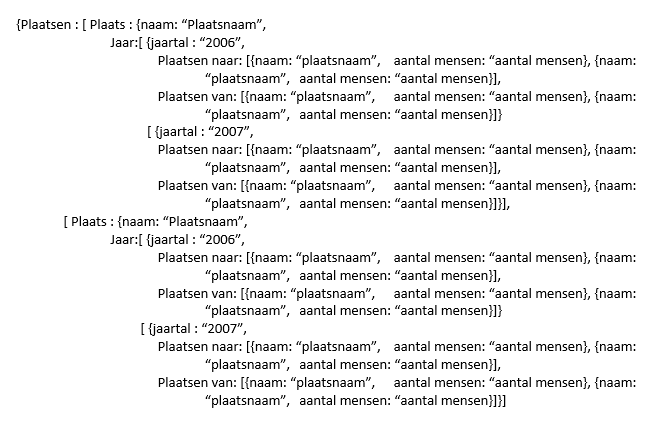 {Plaatsen : [ Plaats : {naam: “Plaatsnaam”,
Jaar:[ {jaartal : “2006”,
Plaatsen naar: [{naam: “plaatsnaam”, aantal mensen: “aantal mensen}, {naam:
“plaatsnaam”, aantal mensen: “aantal mensen}],
Plaatsen van: [{naam: “plaatsnaam”, aantal mensen: “aantal mensen}, {naam:
“plaatsnaam”, aantal mensen: “aantal mensen}]}
[ {jaartal : “2007”,
Plaatsen naar: [{naam: “plaatsnaam”, aantal mensen: “aantal mensen}, {naam:
“plaatsnaam”, aantal mensen: “aantal mensen}],
Plaatsen van: [{naam: “plaatsnaam”, aantal mensen: “aantal mensen}, {naam:
“plaatsnaam”, aantal mensen: “aantal mensen}]}],
[ Plaats : {naam: “Plaatsnaam”,
Jaar:[ {jaartal : “2006”,
Plaatsen naar: [{naam: “plaatsnaam”, aantal mensen: “aantal mensen}, {naam:
“plaatsnaam”, aantal mensen: “aantal mensen}],
Plaatsen van: [{naam: “plaatsnaam”, aantal mensen: “aantal mensen}, {naam:
“plaatsnaam”, aantal mensen: “aantal mensen}]}
[ {jaartal : “2007”,
Plaatsen naar: [{naam: “plaatsnaam”, aantal mensen: “aantal mensen}, {naam:
“plaatsnaam”, aantal mensen: “aantal mensen}],
Plaatsen van: [{naam: “plaatsnaam”, aantal mensen: “aantal mensen}, {naam:
“plaatsnaam”, aantal mensen: “aantal mensen}]}]